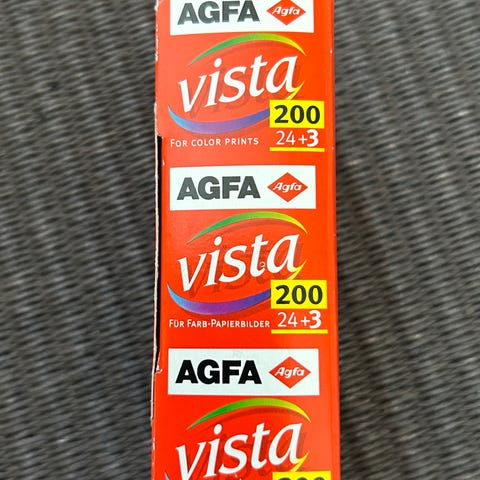 AGFA Agfa
vista
200
FOR COLOR PRINTS 24+3
AGFA Agfa
vista
200
FÜR FARB-PAPIERBILDER 24+3
AGFA Agfa
vista
200